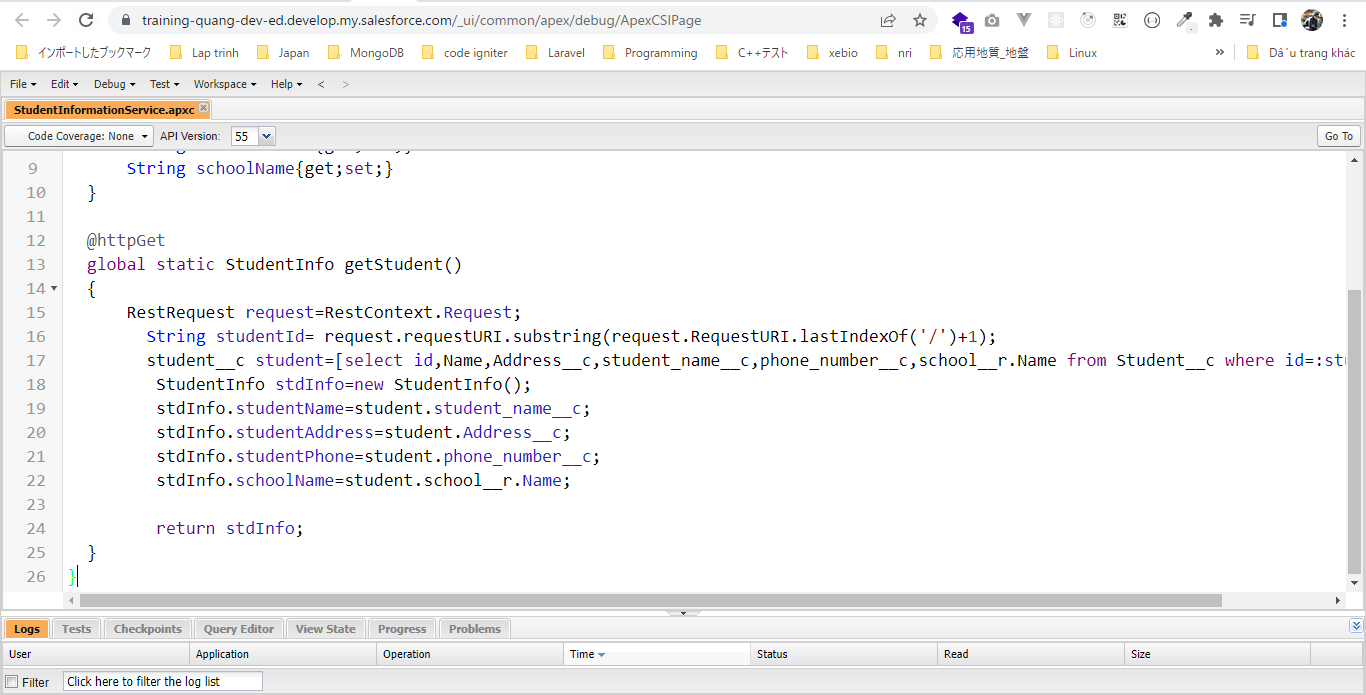 training-quang-dev-ed.develop.my.salesforce.com/_ui/common/apex/debug/ApexCSIPage
15
インポートしたブックマーク Lap trinh Japan MongoDB code igniter Laravel Programming C++テスト xebio nri 応用地質_地盤 Linux » Dấu trang khác
File Edit Debug Test Workspace Help < >
StudentInformationService.apxc
Code Coverage: None API Version: 55 Go To
9 String schoolName{get;set;}
10 }
11
12 @httpGet
13 global static StudentInfo getStudent()
14 {
15 RestRequest request=RestContext.Request;
16 String studentId= request.requestURI.substring(request.RequestURI.lastIndexOf('/')+1);
17 student__c student=[select id,Name,Address__c,student_name__c,phone_number__c,school__r.Name from Student__c where id=:stu
18 StudentInfo stdInfo=new StudentInfo();
19 stdInfo.studentName=student.student_name__c;
20 stdInfo.studentAddress=student.Address__c;
21 stdInfo.studentPhone=student.phone_number__c;
22 stdInfo.schoolName=student.school__r.Name;
23
24 return stdInfo;
25 }
26 }
Logs Tests Checkpoints Query Editor View State Progress Problems
User Application Operation Time Status Read Size
Filter Click here to filter the log list